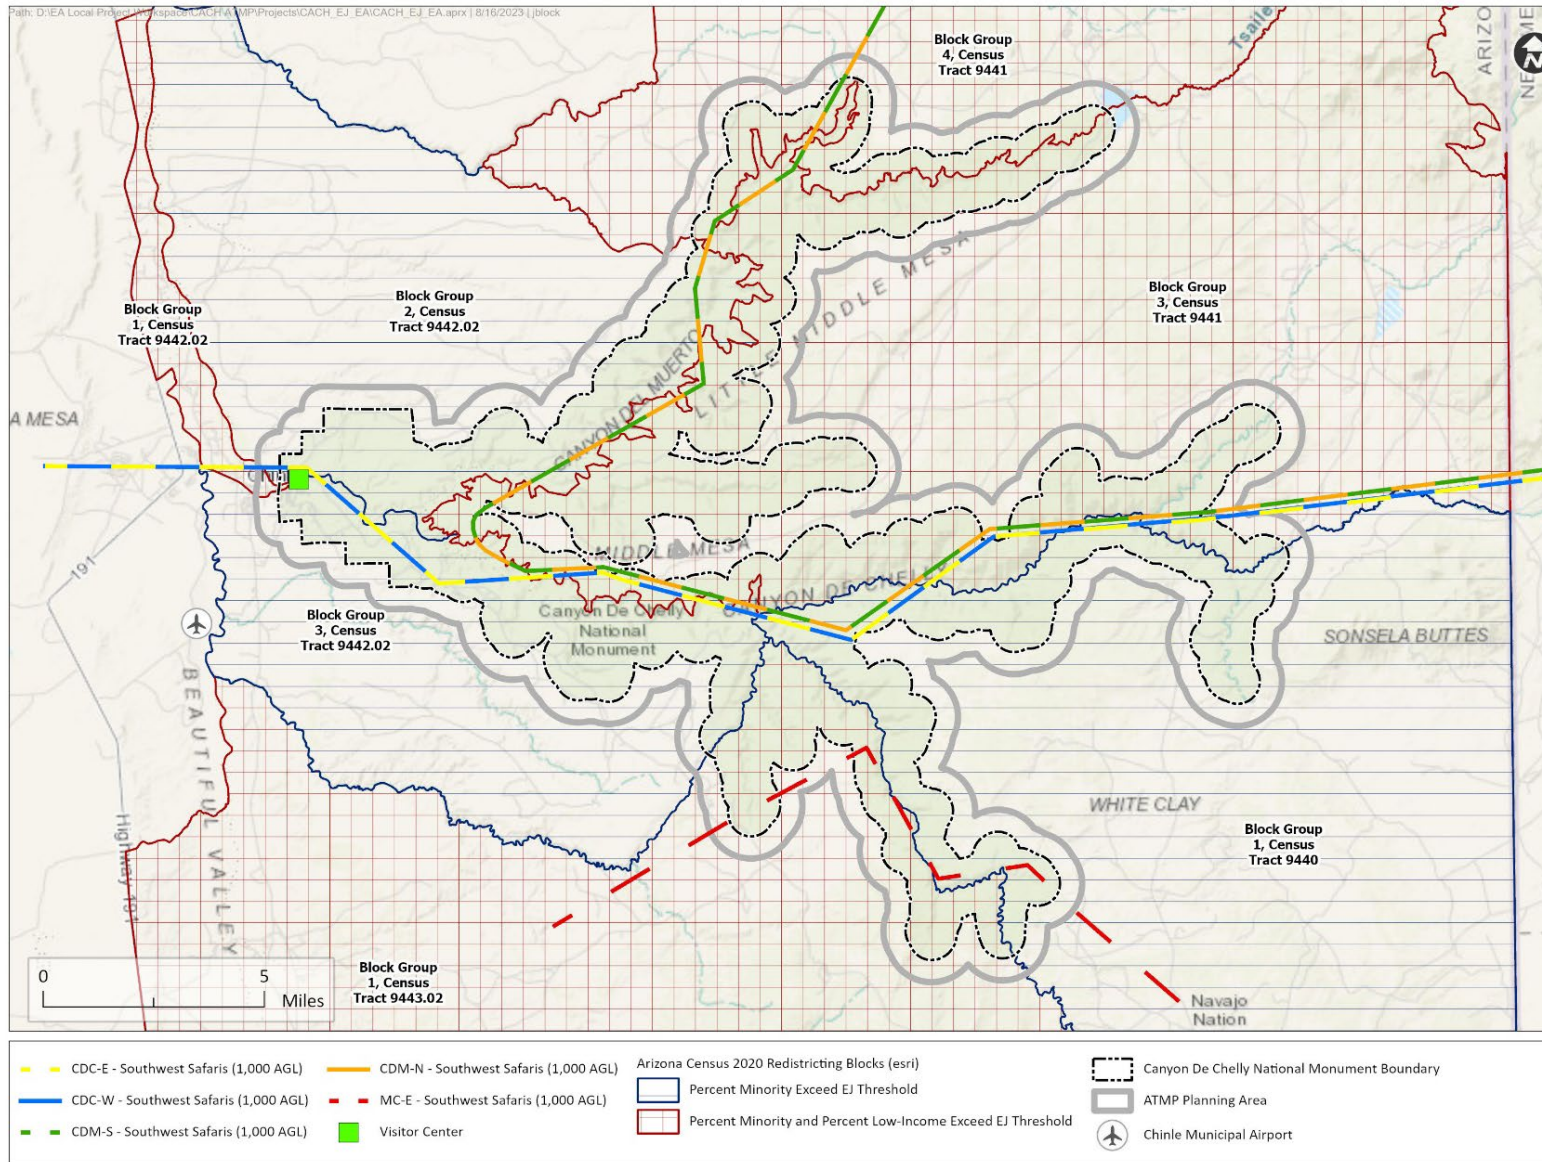 Path: D:\EA Local Project Workspace\CACH ATMP\Projects\CACH_EJ_EA\CACH_EJ_EA.aprx | 8/16/2023 | jblock
Block Group
4, Census
Tract 9441
Tsaile
ARIZO
NE
ME
N
Block Group
1, Census
Tract 9442.02
Block Group
2, Census
Tract 9442.02
Block Group
3, Census
Tract 9441
LITTLE MIDDLE MESA
CANYON DEL MUERTO
A MESA
MIDDLE MESA
CANYON DE CHELLY
191
Canyon De Chelly
National
Monument
Block Group
3, Census
Tract 9442.02
SONSELA BUTTES
BEAUTIFUL VALLEY
WHITE CLAY
Block Group
1, Census
Tract 9440
Highway 191
Block Group
1, Census
Tract 9443.02
0 5
Miles
Navajo
Nation
CDC-E - Southwest Safaris (1,000 AGL)
CDC-W - Southwest Safaris (1,000 AGL)
CDM-S - Southwest Safaris (1,000 AGL)
CDM-N - Southwest Safaris (1,000 AGL)
MC-E - Southwest Safaris (1,000 AGL)
Visitor Center
Arizona Census 2020 Redistricting Blocks (esri)
Percent Minority Exceed EJ Threshold
Percent Minority and Percent Low-Income Exceed EJ Threshold
Canyon De Chelly National Monument Boundary
ATMP Planning Area
Chinle Municipal Airport